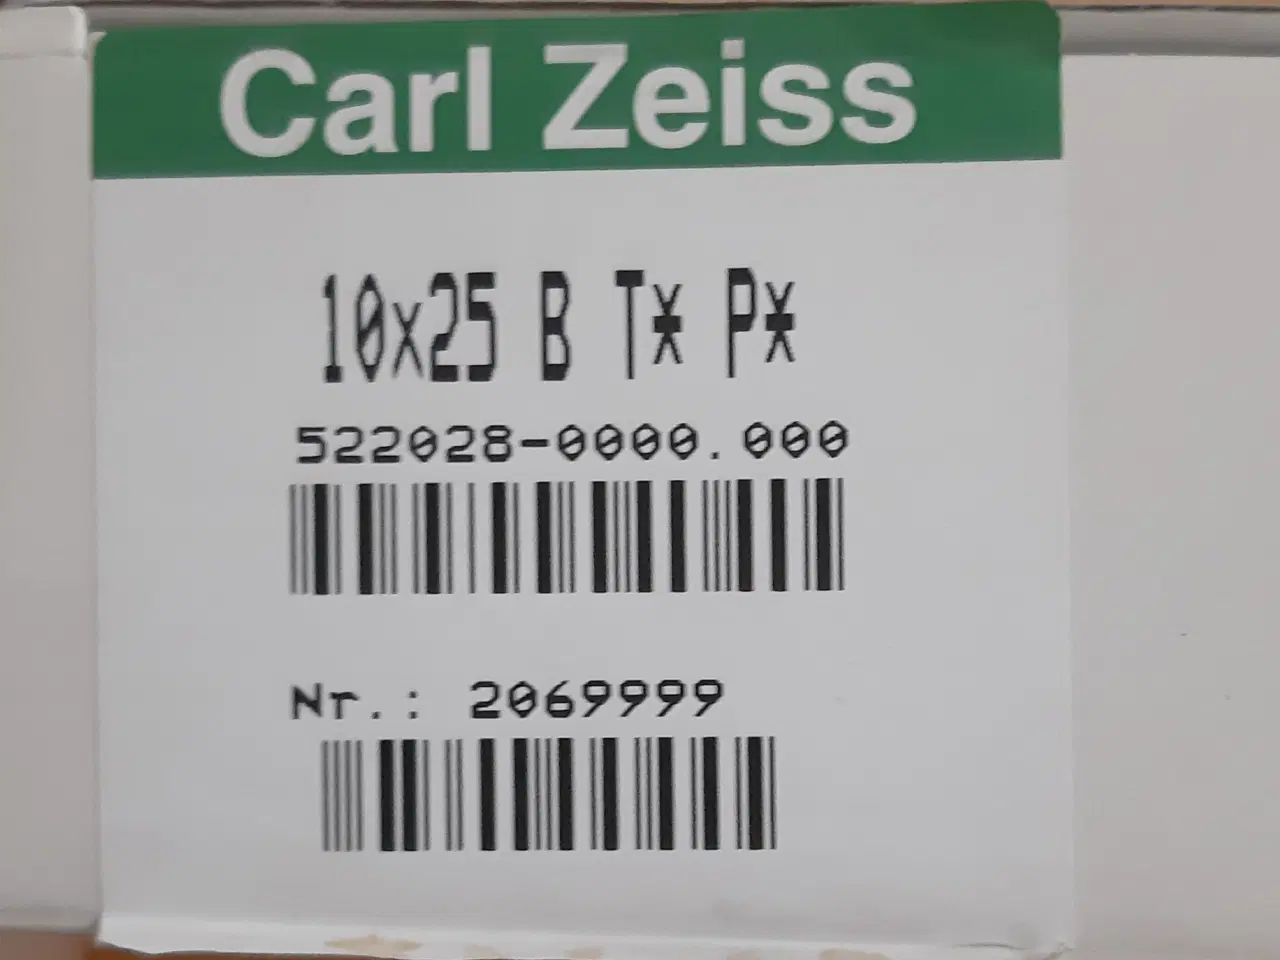 Carl Zeiss
10x25 B T* P*
522028-0000.000
Nr.: 2069999